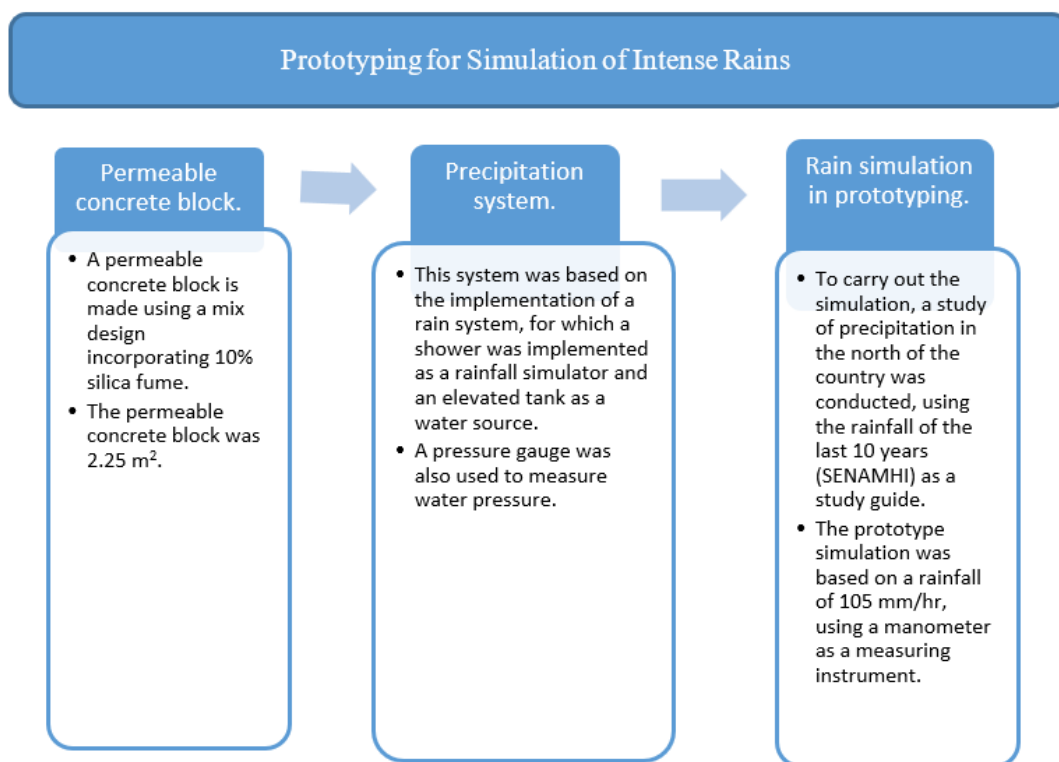 Prototyping for Simulation of Intense Rains
Permeable
concrete block.
• A permeable
concrete block is
made using a mix
design
incorporating 10%
silica fume.
• The permeable
concrete block was
2.25 m².
Precipitation
system.
• This system was based on
the implementation of a
rain system, for which a
shower was implemented
as a rainfall simulator and
an elevated tank as a
water source.
• A pressure gauge was
also used to measure
water pressure.
Rain simulation
in prototyping.
• To carry out the
simulation, a study
of precipitation in
the north of the
country was
conducted, using
the rainfall of the
last 10 years
(SENAMHI) as a
study guide.
• The prototype
simulation was
based on a rainfall
of 105 mm/hr,
using a manometer
as a measuring
instrument.